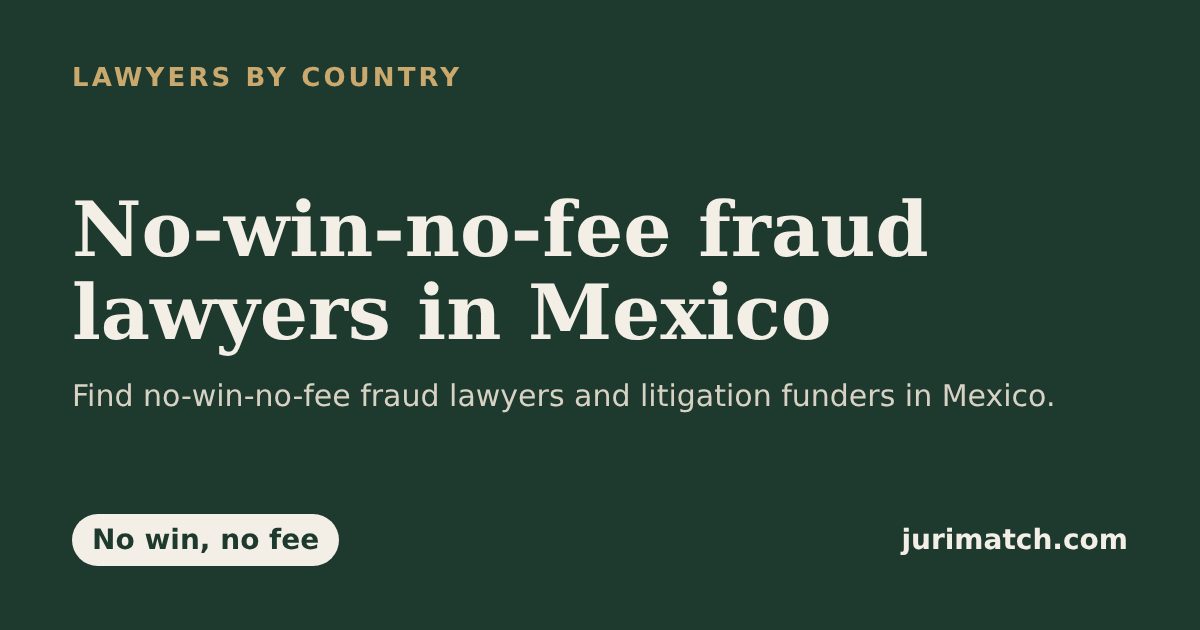 LAWYERS BY COUNTRY
No-win-no-fee fraud
lawyers in Mexico
Find no-win-no-fee fraud lawyers and litigation funders in Mexico.
No win, no fee
jurimatch.com